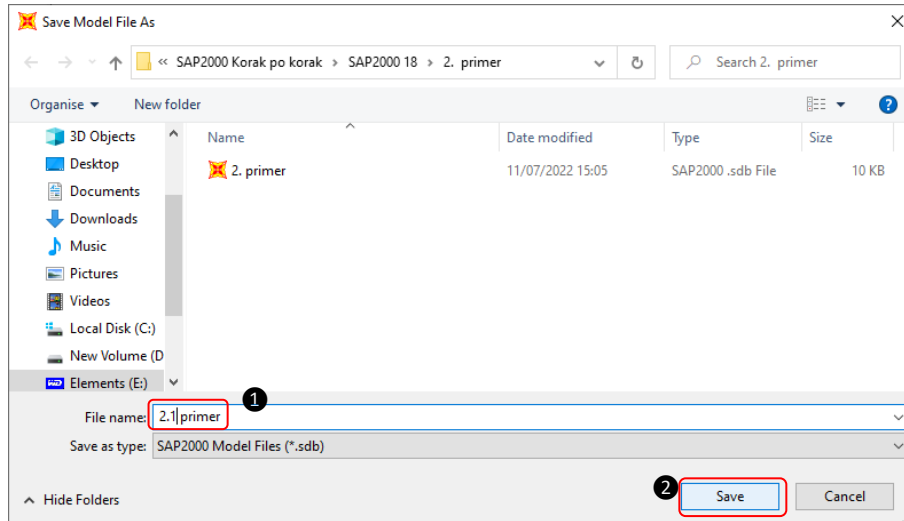 Save Model File As
« SAP2000 Korak po korak › SAP2000 18 › 2. primer
Search 2. primer
Organise
New folder
Name
Date modified
Type
Size
3D Objects
Desktop
Documents
Downloads
Music
Pictures
Videos
Local Disk (C:)
New Volume (D
Elements (E:)
2. primer
11/07/2022 15:05
SAP2000 .sdb File
10 KB
1
File name: 2.1 primer
Save as type: SAP2000 Model Files (*.sdb)
Hide Folders
2
Save
Cancel